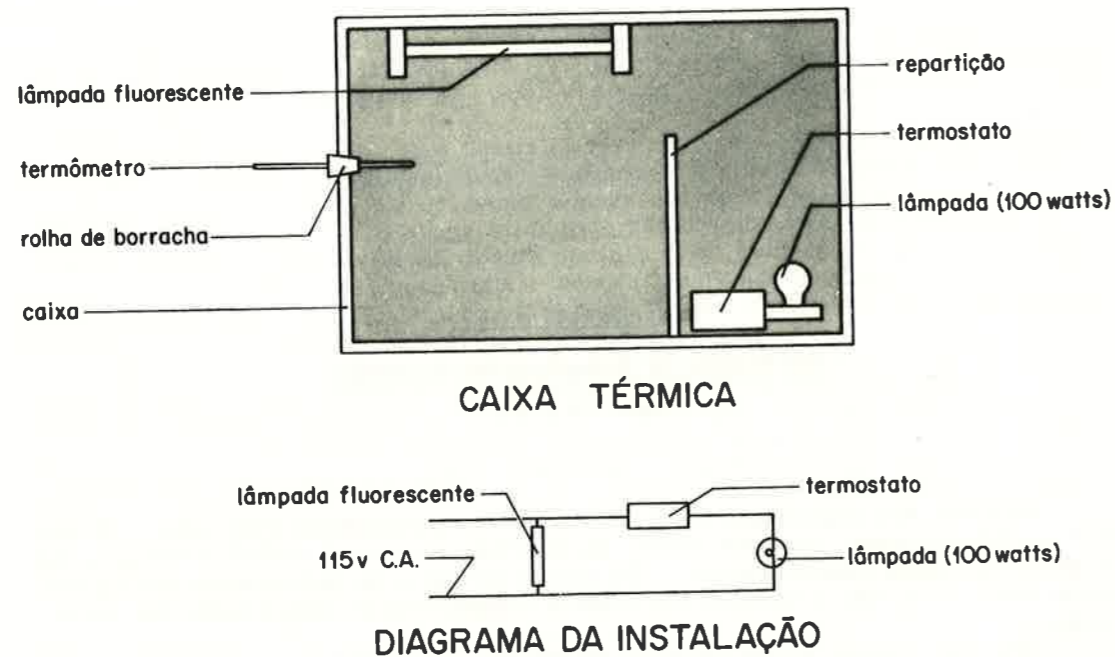 lâmpada fluorescente
termômetro
rolha de borracha
caixa
repartição
termostato
lâmpada (100 watts)
CAIXA TÉRMICA
lâmpada fluorescente
115v C.A.
termostato
lâmpada (100 watts)
DIAGRAMA DA INSTALAÇÃO